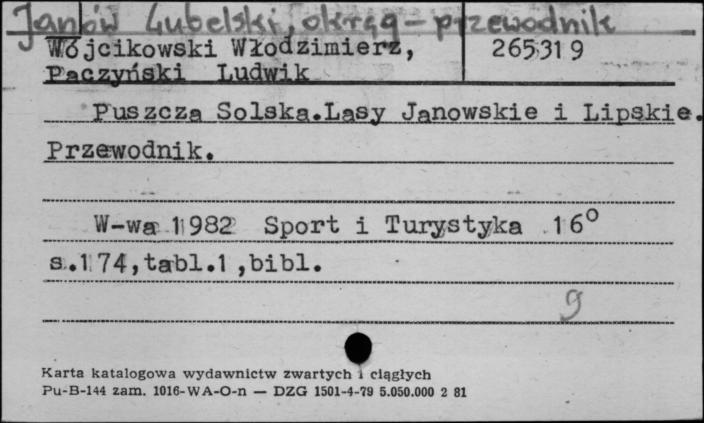 Janów Lubelski, okrąg - przewodnik
Wójcikowski Włodzimierz, 265319
Paczyński Ludwik
Puszcza Solska.Lasy Janowskie i Lipskie.
Przewodnik.
W-wa 1982 Sport i Turystyka 16°
s.174,tabl.1,bibl.
9
Karta katalogowa wydawnictw zwartych i ciągłych
Pu-B-144 zam. 1016-WA-O-n — DZG 1501-4-79 5.050.000 2 81